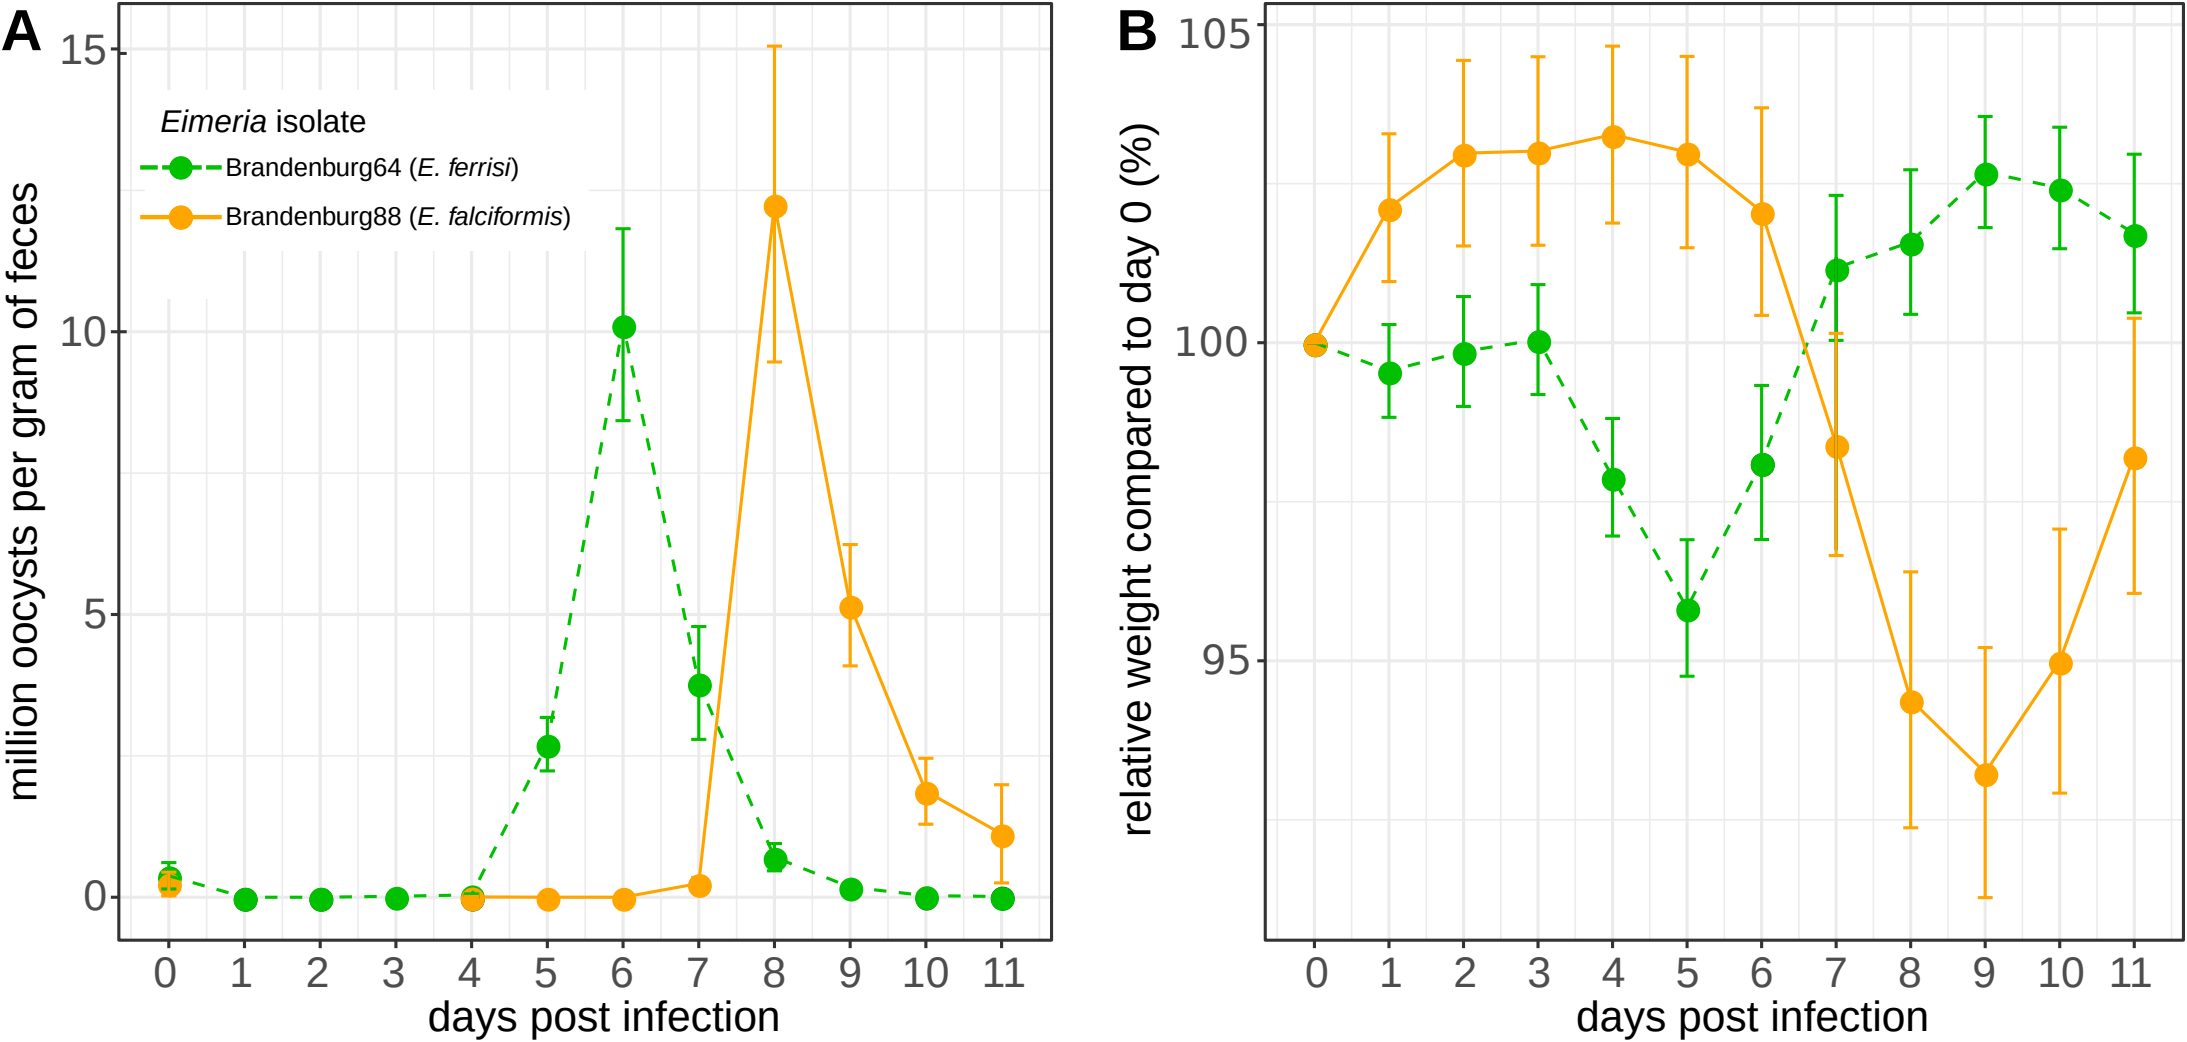 A
15
10
5
0
million oocysts per gram of feces
Eimeria isolate
Brandenburg64 (E. ferrisi)
Brandenburg88 (E. falciformis)
0 1 2 3 4 5 6 7 8 9 10 11
days post infection
B
105
100
95
relative weight compared to day 0 (%)
0 1 2 3 4 5 6 7 8 9 10 11
days post infection